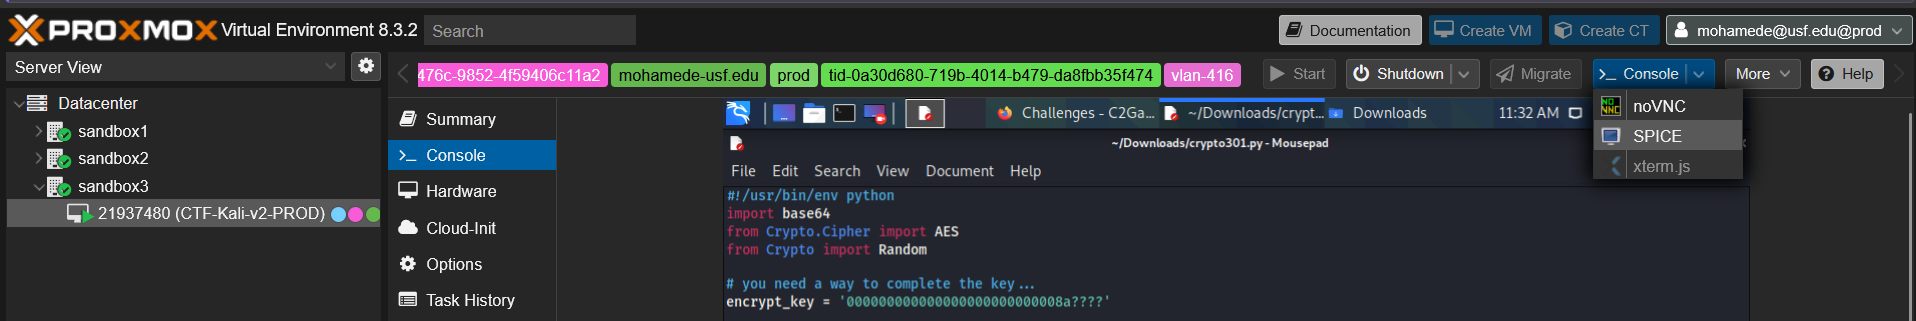 PROXMOX Virtual Environment 8.3.2 Search Documentation Create VM Create CT mohamede@usf.edu@prod
Server View
476c-9852-4f59406c11a2 mohamede-usf.edu prod tid-0a30d680-719b-4014-b479-da8fbb35f474 vlan-416 Start Shutdown Migrate Console More Help
Datacenter
sandbox1
sandbox2
sandbox3
21937480 (CTF-Kali-v2-PROD)
Summary
Console
Hardware
Cloud-Init
Options
Task History
noVNC
SPICE
xterm.js
Challenges - C2Ga... ~/Downloads/crypt... Downloads 11:32 AM
~/Downloads/crypto301.py - Mousepad
File Edit Search View Document Help
#!/usr/bin/env python
import base64
from Crypto.Cipher import AES
from Crypto import Random
# you need a way to complete the key...